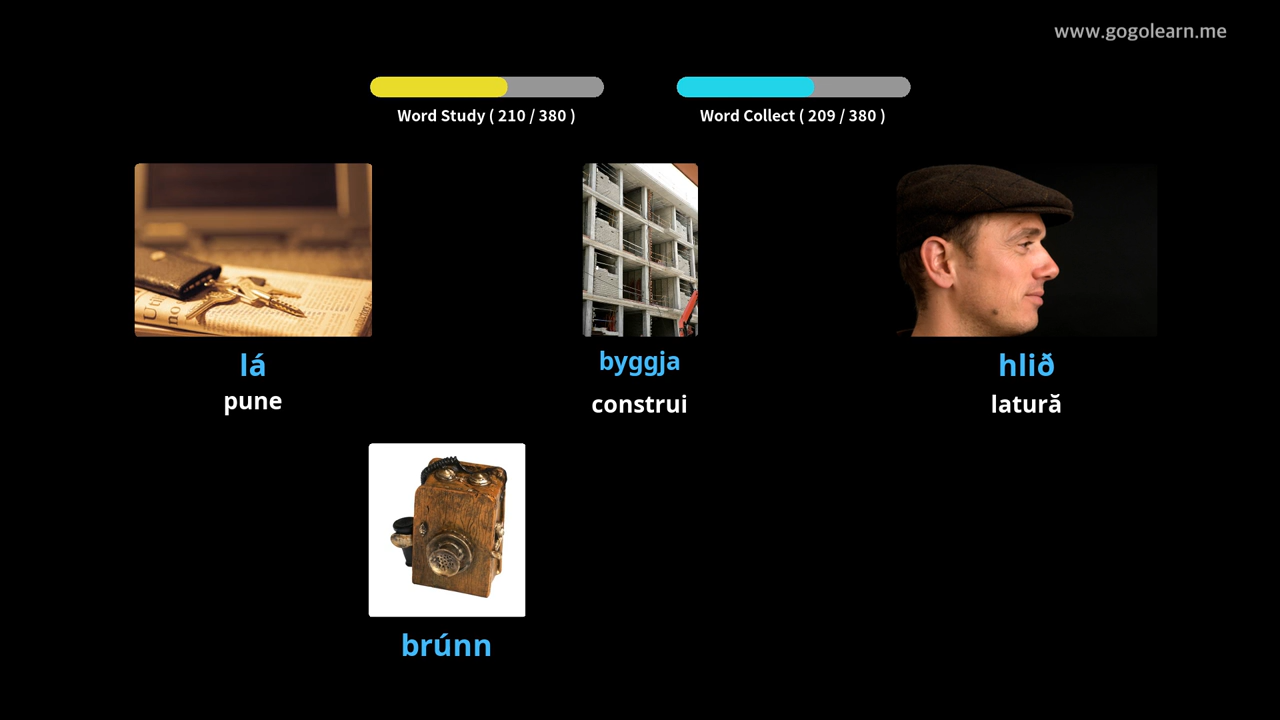 www.gogolearn.me
Word Study ( 210 / 380 )
Word Collect ( 209 / 380 )
lá
pune
byggja
construi
hlið
latură
brúnn